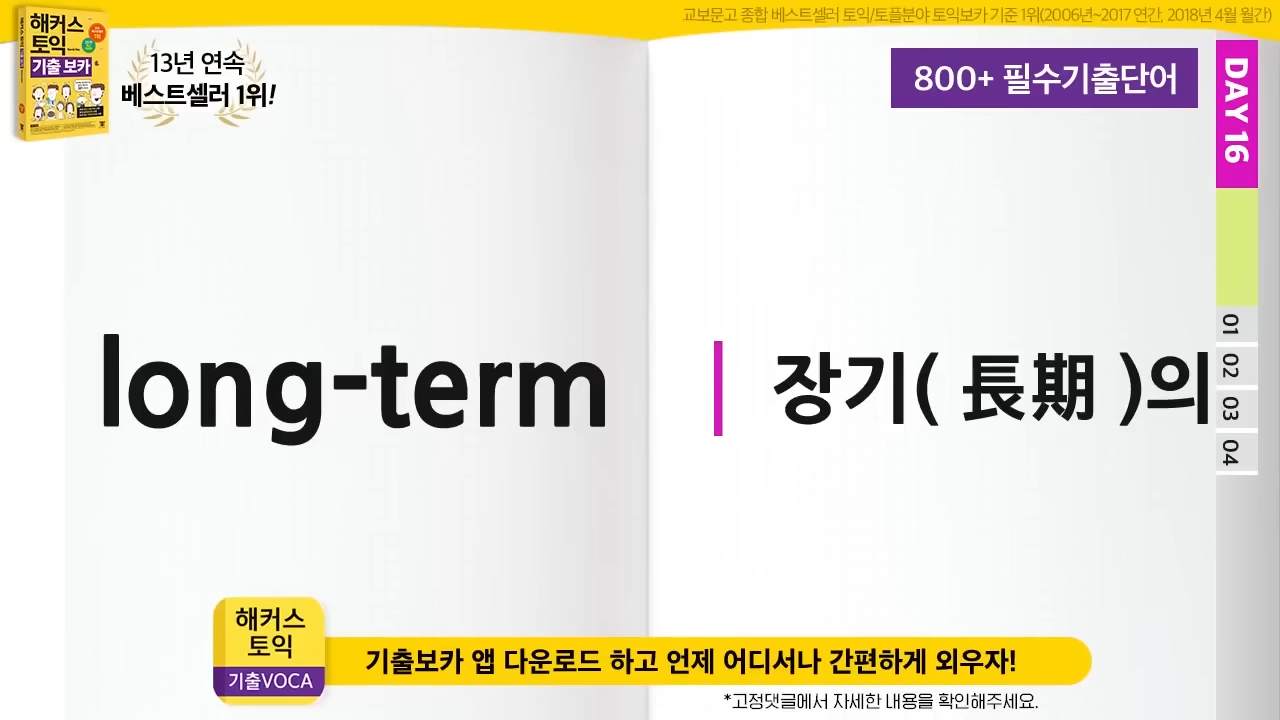 교보문고 종합 베스트셀러 토익/토플분야 토익보카 기준 1위(2006년~2017 연간, 2018년 4월 월간)
해커스
토익
기출 보카
13년 연속
베스트셀러 1위!
800+ 필수기출단어
DAY 16
long-term
장기( 長期 )의
01
02
03
04
해커스
토익
기출VOCA
기출보카 앱 다운로드 하고 언제 어디서나 간편하게 외우자!
*고정댓글에서 자세한 내용을 확인해주세요.